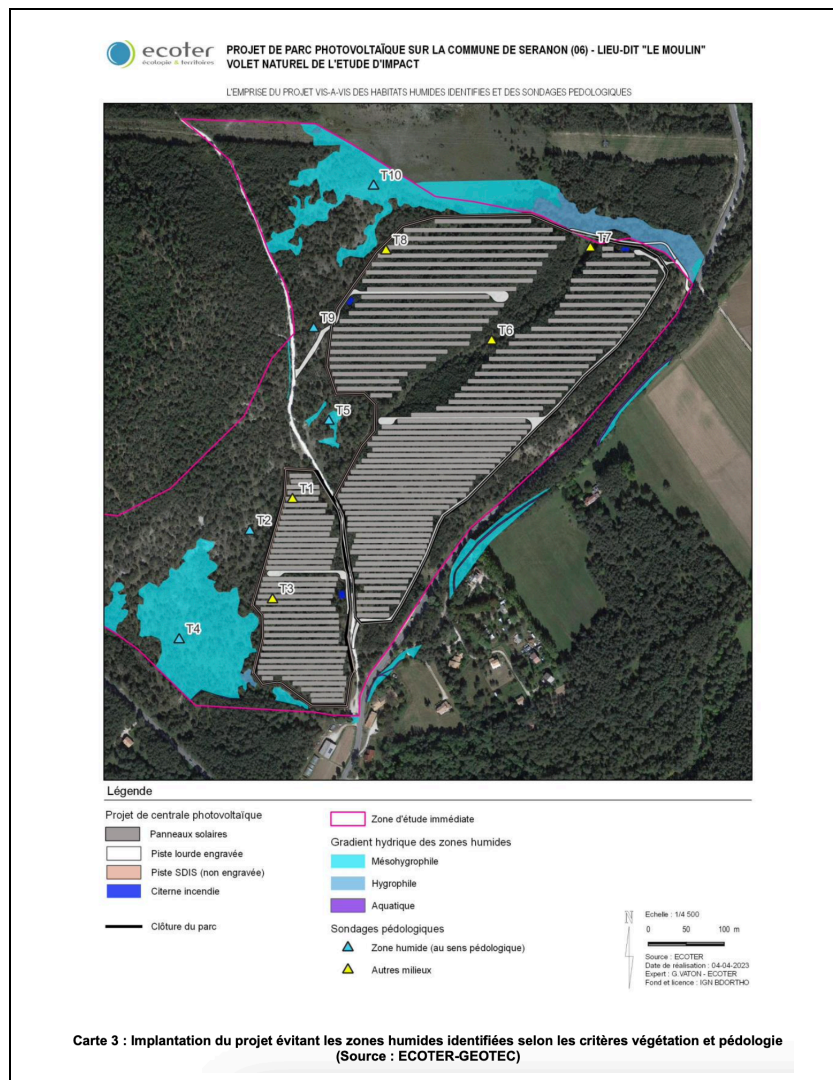 ecoter
écologie & territoires
PROJET DE PARC PHOTOVOLTAÏQUE SUR LA COMMUNE DE SERANON (06) - LIEU-DIT "LE MOULIN"
VOLET NATUREL DE L'ETUDE D'IMPACT
L'EMPRISE DU PROJET VIS-A-VIS DES HABITATS HUMIDES IDENTIFIES ET DES SONDAGES PEDOLOGIQUES
T10
T7
T8
T9
T6
T5
T1
T2
T3
T4
Légende
Projet de centrale photovoltaïque
Panneaux solaires
Piste lourde engravée
Piste SDIS (non engravée)
Citerne incendie
Clôture du parc
Zone d'étude immédiate
Gradient hydrique des zones humides
Mésohygrophile
Hygrophile
Aquatique
Sondages pédologiques
Zone humide (au sens pédologique)
Autres milieux
N
Echelle : 1/4 500
0 50 100 m
Source : ECOTER
Date de réalisation : 04-04-2023
Expert : G.VATON - ECOTER
Fond et licence : IGN BDORTHO
Carte 3 : Implantation du projet évitant les zones humides identifiées selon les critères végétation et pédologie
(Source : ECOTER-GEOTEC)